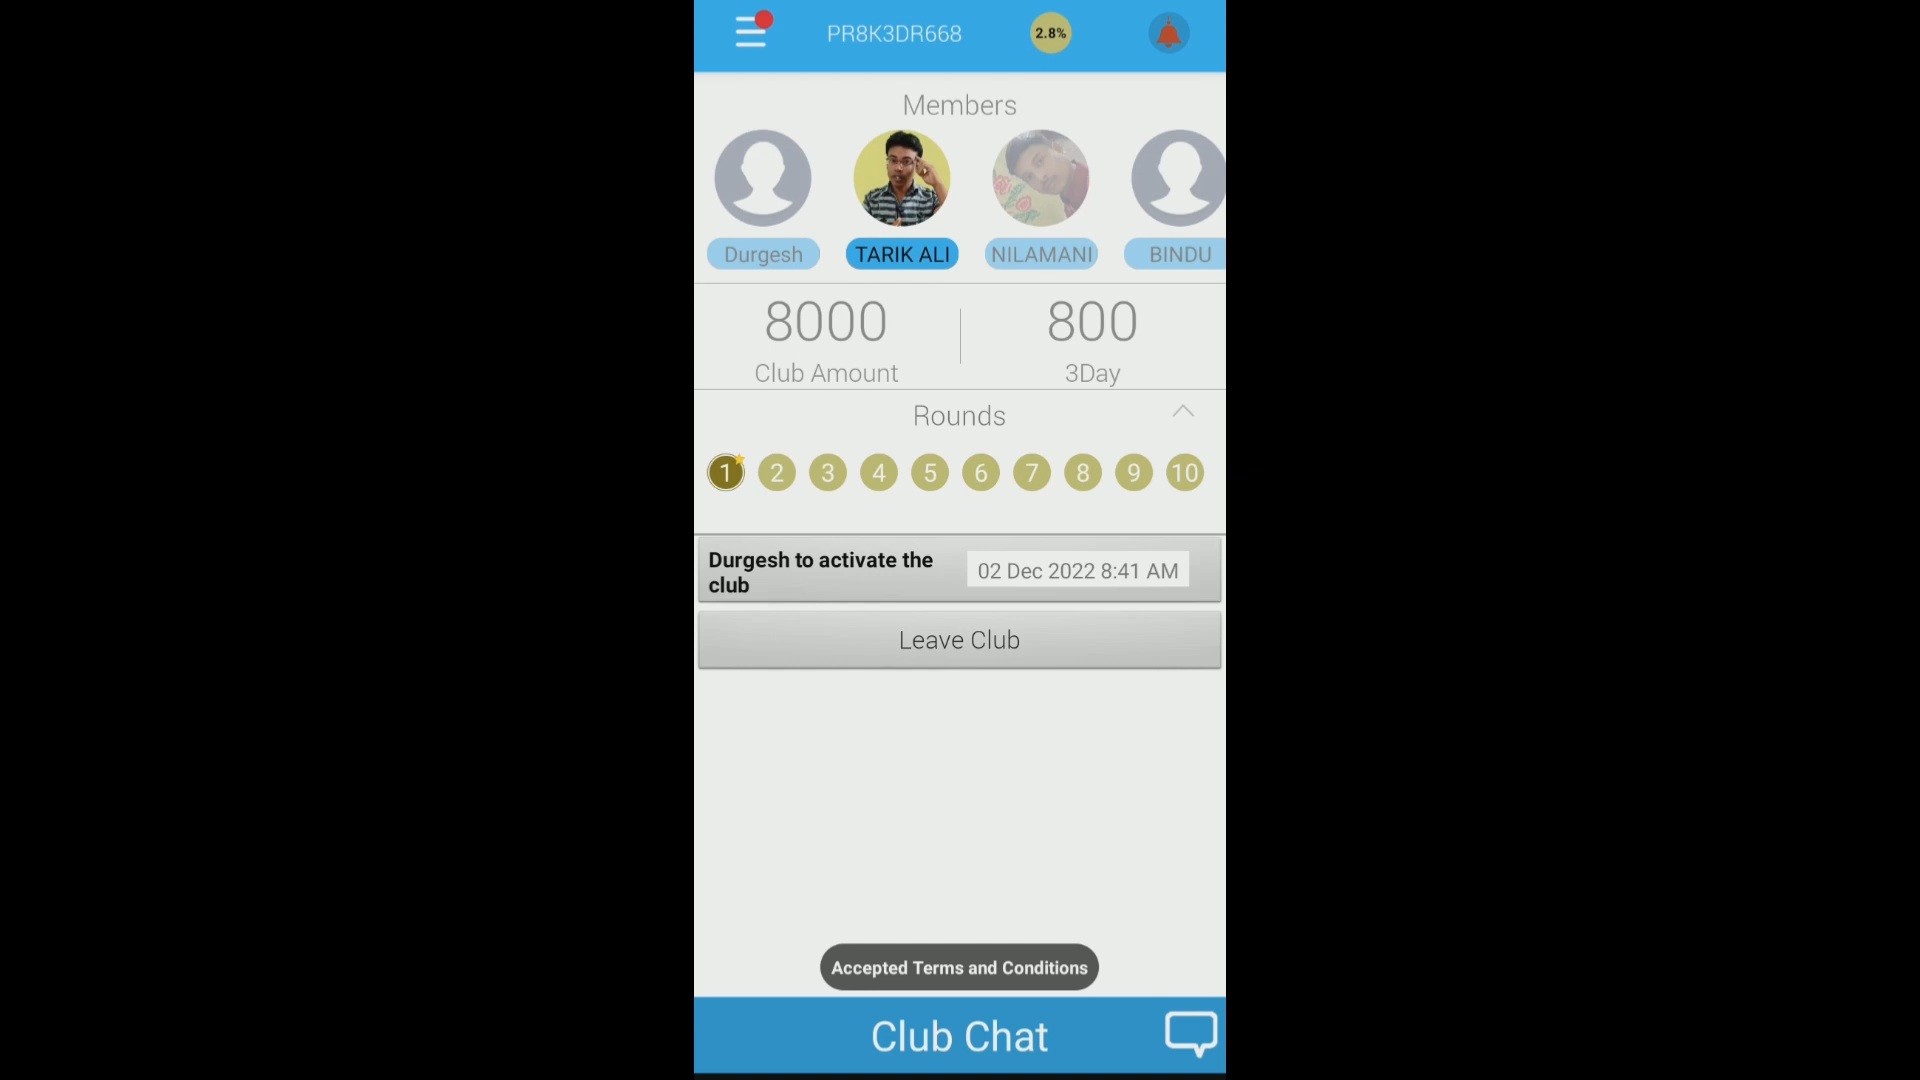 PR8K3DR668 2.8%
Members
Durgesh TARIK ALI NILAMANI BINDU
8000 800
Club Amount 3Day
Rounds
1 2 3 4 5 6 7 8 9 10
Durgesh to activate the
club
02 Dec 2022 8:41 AM
Leave Club
Accepted Terms and Conditions
Club Chat